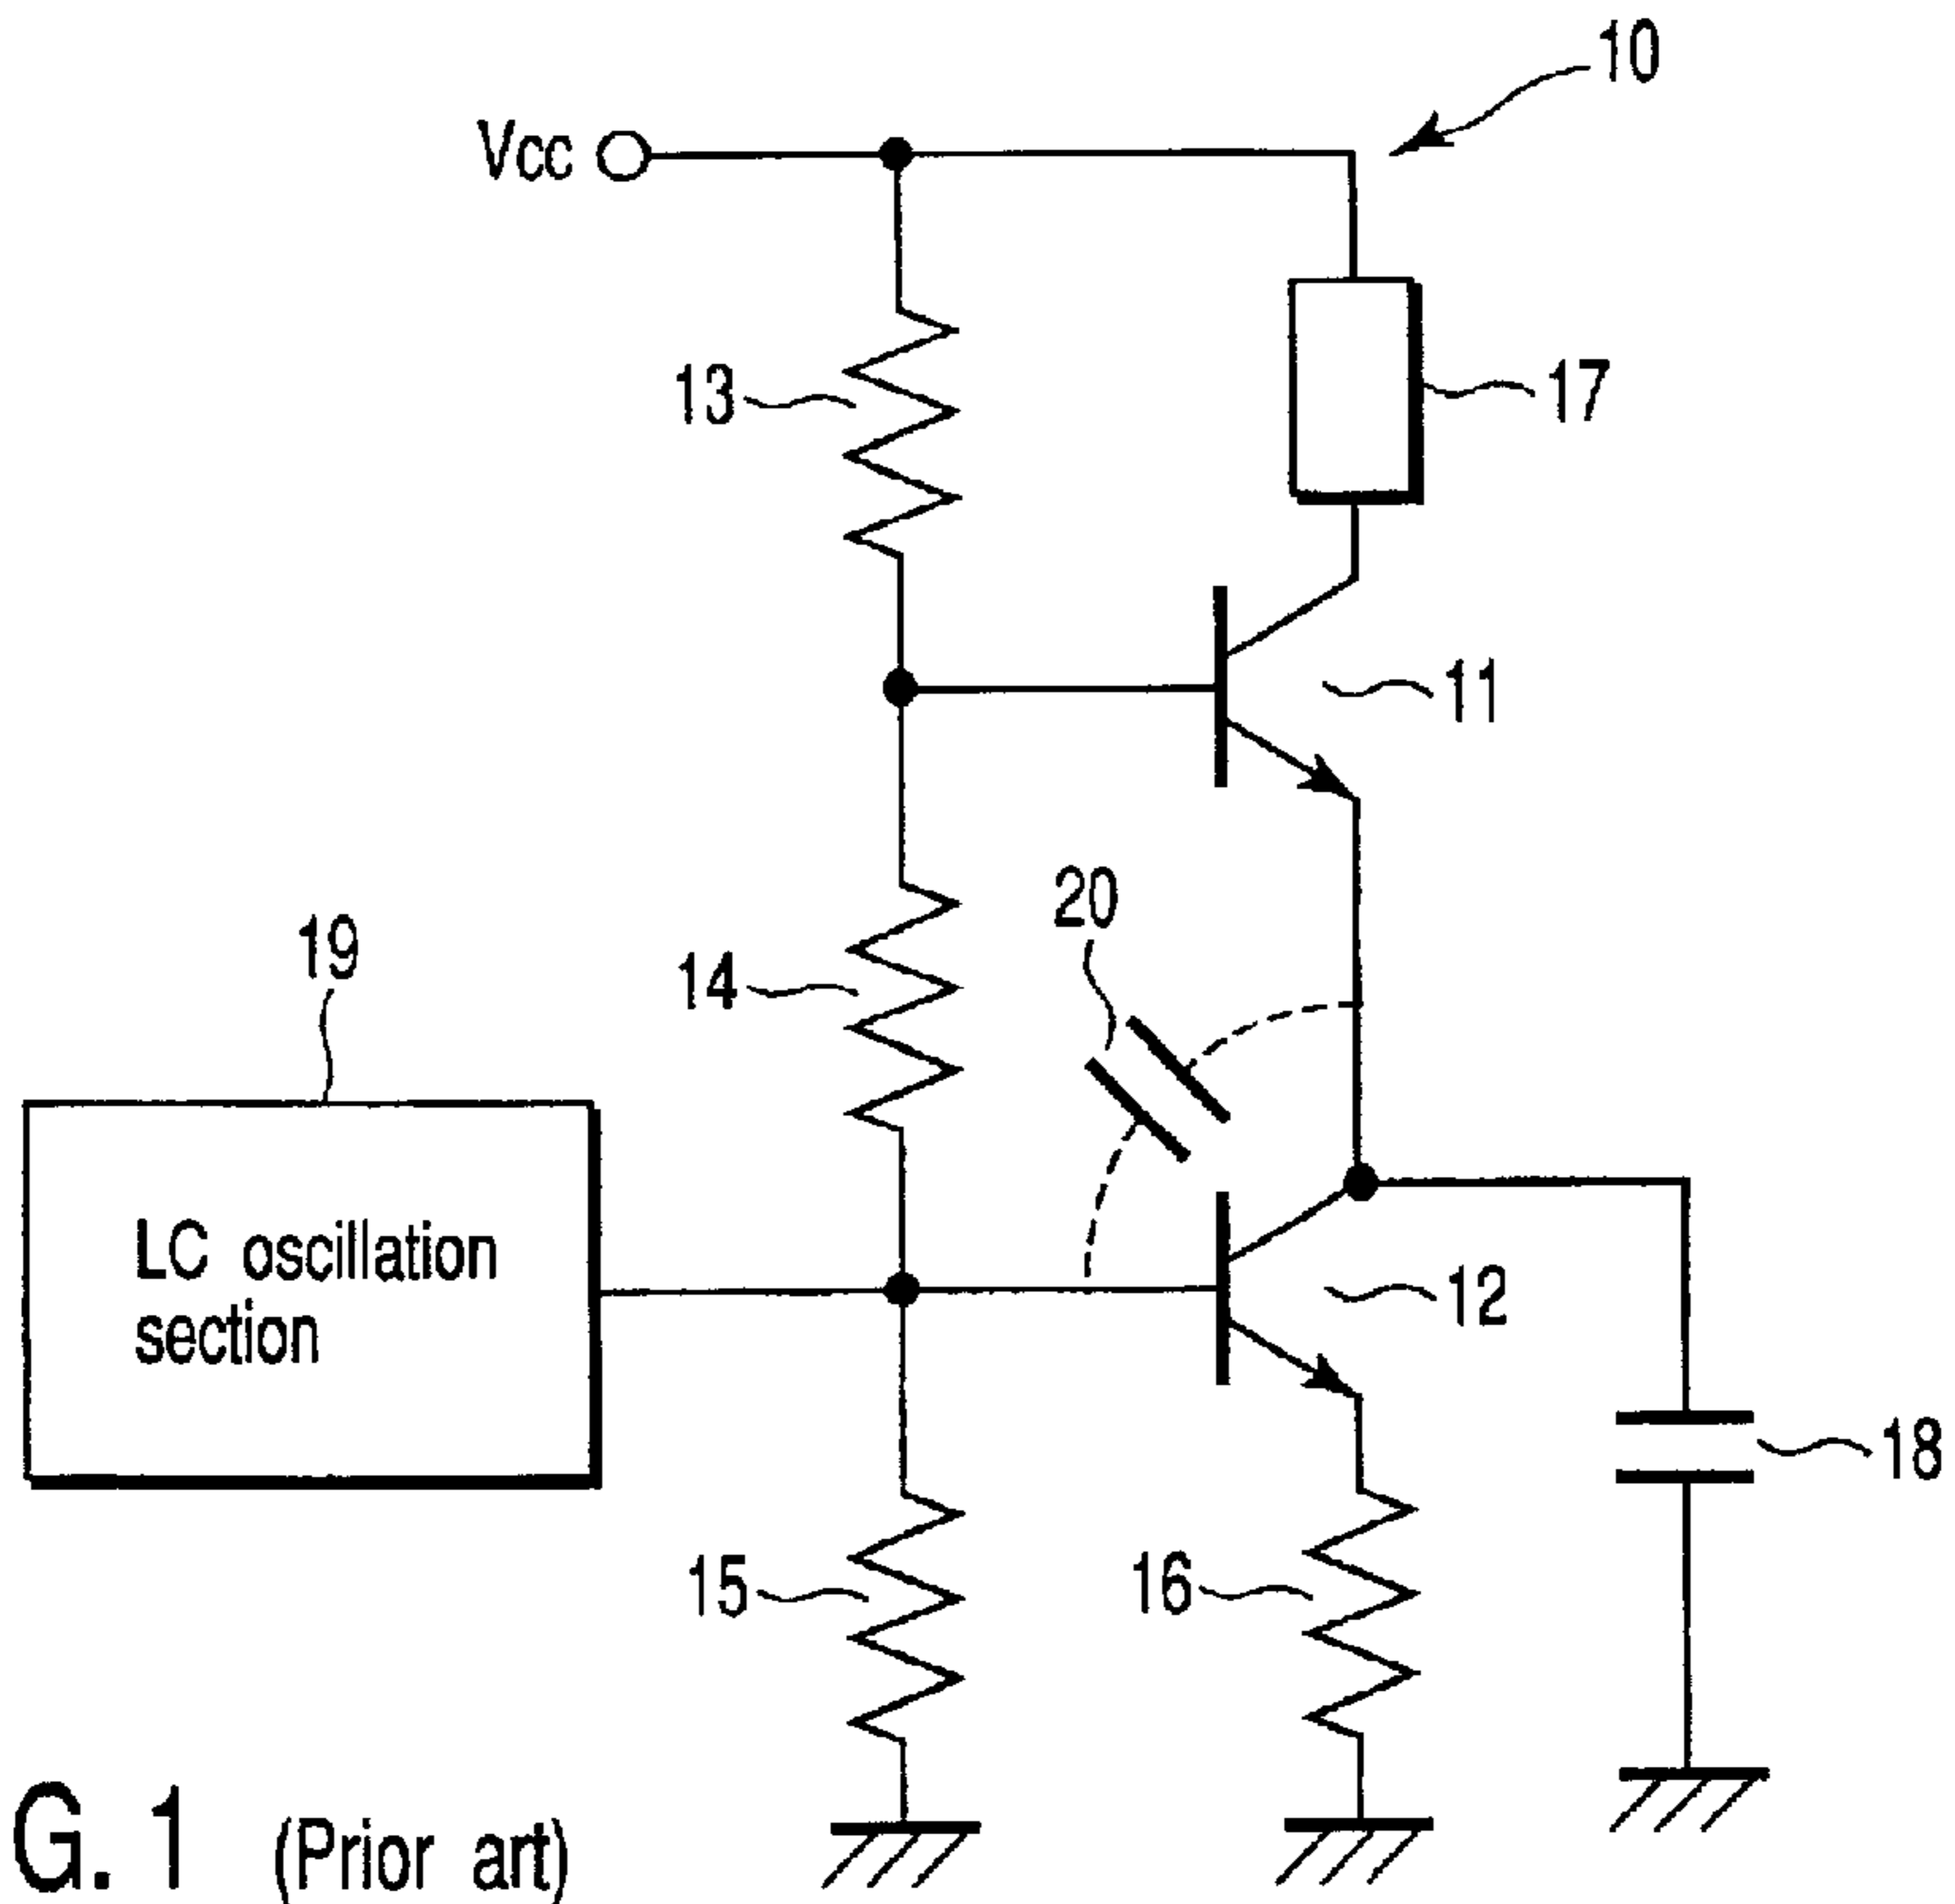 10
Vcc
13
17
11
20
19
14
LC oscillation
section
12
18
15
16
G. 1 (Prior art)